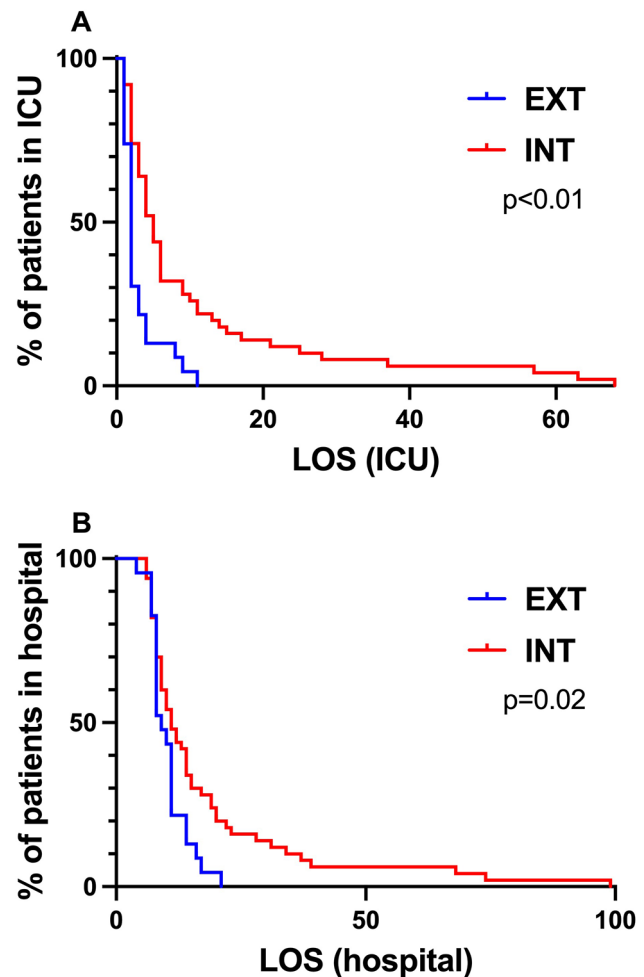 A
% of patients in ICU
100
50
0
EXT
INT
p<0.01
0 20 40 60
LOS (ICU)
B
% of patients in hospital
100
50
0
EXT
INT
p=0.02
0 50 100
LOS (hospital)